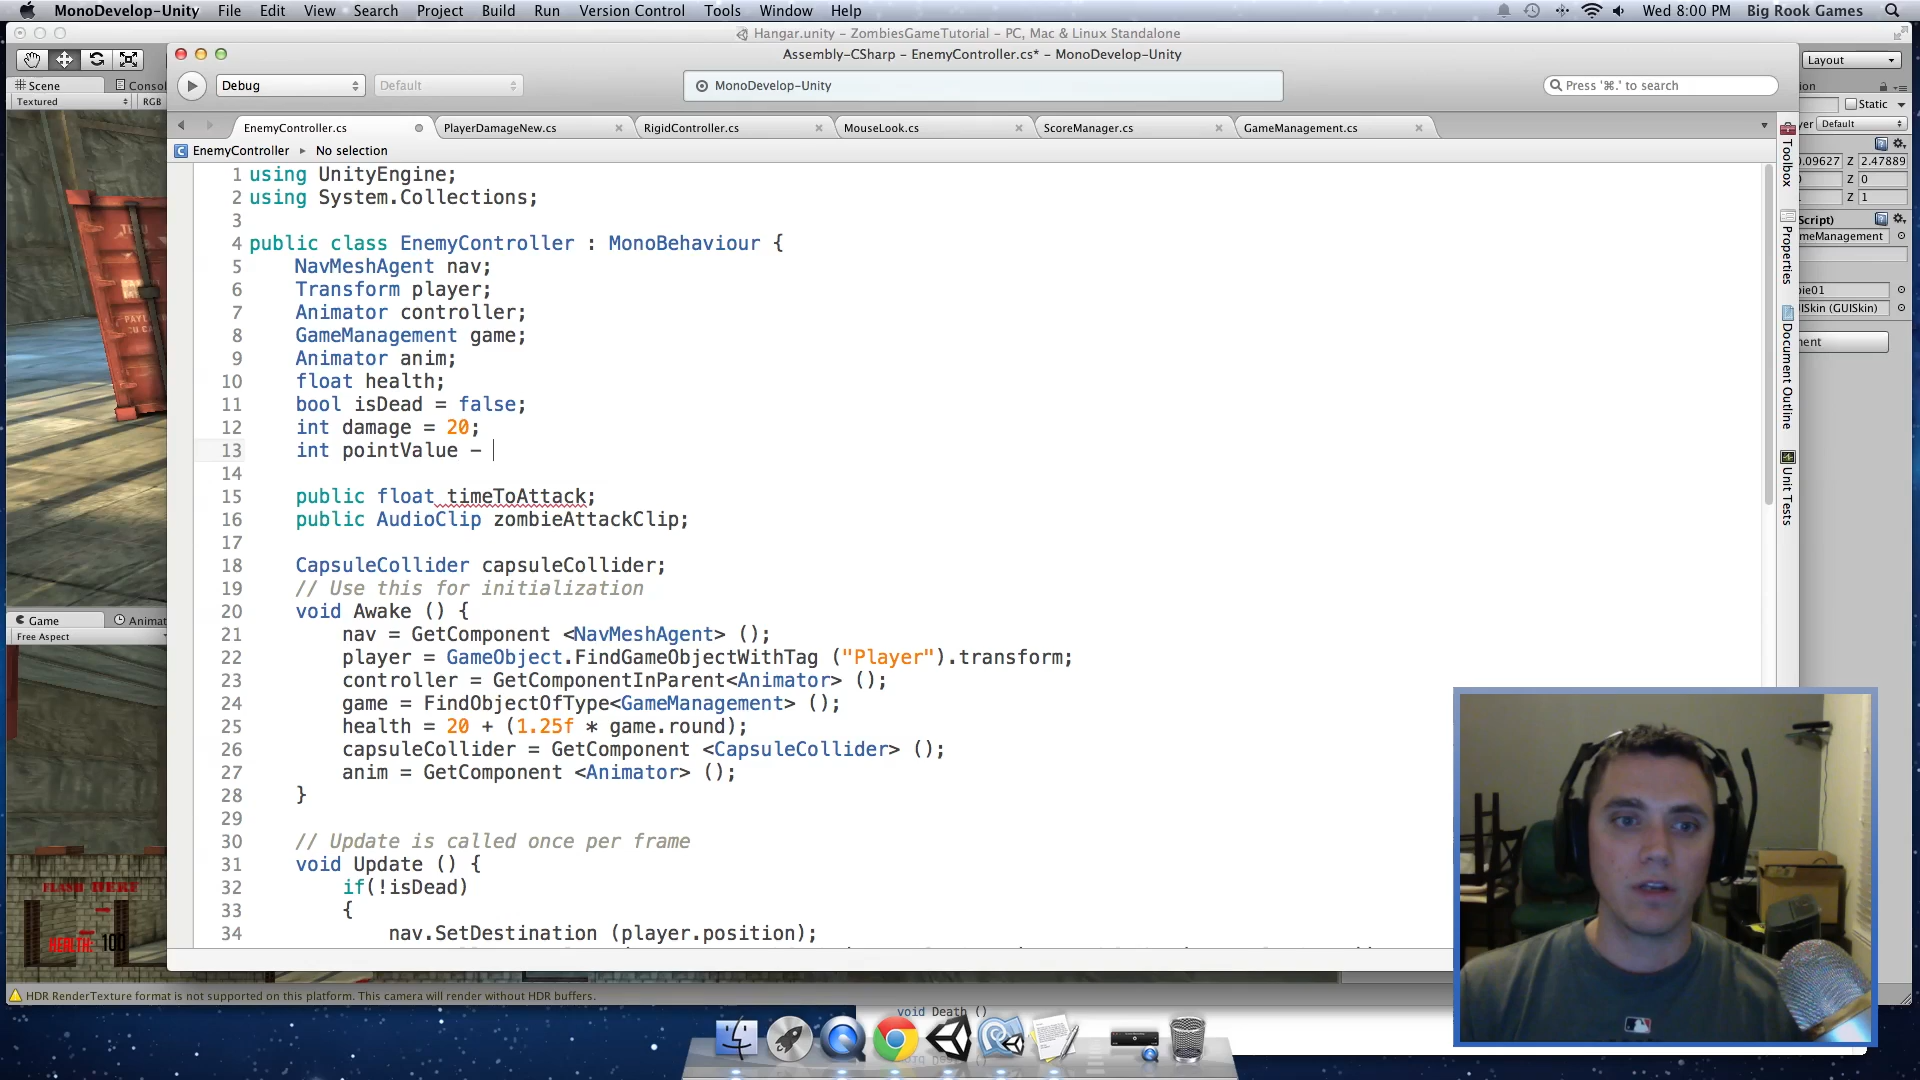 MonoDevelop-Unity File Edit View Search Project Build Run Version Control Tools Window Help Wed 8:00 PM Big Rook Games
Hangar.unity - ZombiesGameTutorial - PC, Mac & Linux Standalone
Assembly-CSharp - EnemyController.cs* - MonoDevelop-Unity
Layout
Scene
Textured RGB
Debug Default MonoDevelop-Unity Press '⌘.' to search
Static
Default
EnemyController.cs PlayerDamageNew.cs RigidController.cs MouseLook.cs ScoreManager.cs GameManagement.cs
EnemyController ▸ No selection
1 using UnityEngine;
2 using System.Collections;
3
4 public class EnemyController : MonoBehaviour {
5 NavMeshAgent nav;
6 Transform player;
7 Animator controller;
8 GameManagement game;
9 Animator anim;
10 float health;
11 bool isDead = false;
12 int damage = 20;
13 int pointValue -
14
15 public float timeToAttack;
16 public AudioClip zombieAttackClip;
17
18 CapsuleCollider capsuleCollider;
19 // Use this for initialization
20 void Awake () {
21 nav = GetComponent <NavMeshAgent> ();
22 player = GameObject.FindGameObjectWithTag ("Player").transform;
23 controller = GetComponentInParent<Animator> ();
24 game = FindObjectOfType<GameManagement> ();
25 health = 20 + (1.25f * game.round);
26 capsuleCollider = GetComponent <CapsuleCollider> ();
27 anim = GetComponent <Animator> ();
28 }
29
30 // Update is called once per frame
31 void Update () {
32 if(!isDead)
33 {
34 nav.SetDestination (player.position);
Toolbox
Properties
Document Outline
Unit Tests
Z 2.47889
Z 0
Z 1
Game
Free Aspect
HEALTH: 100
HDR RenderTexture format is not supported on this platform. This camera will render without HDR buffers.
void Death ()